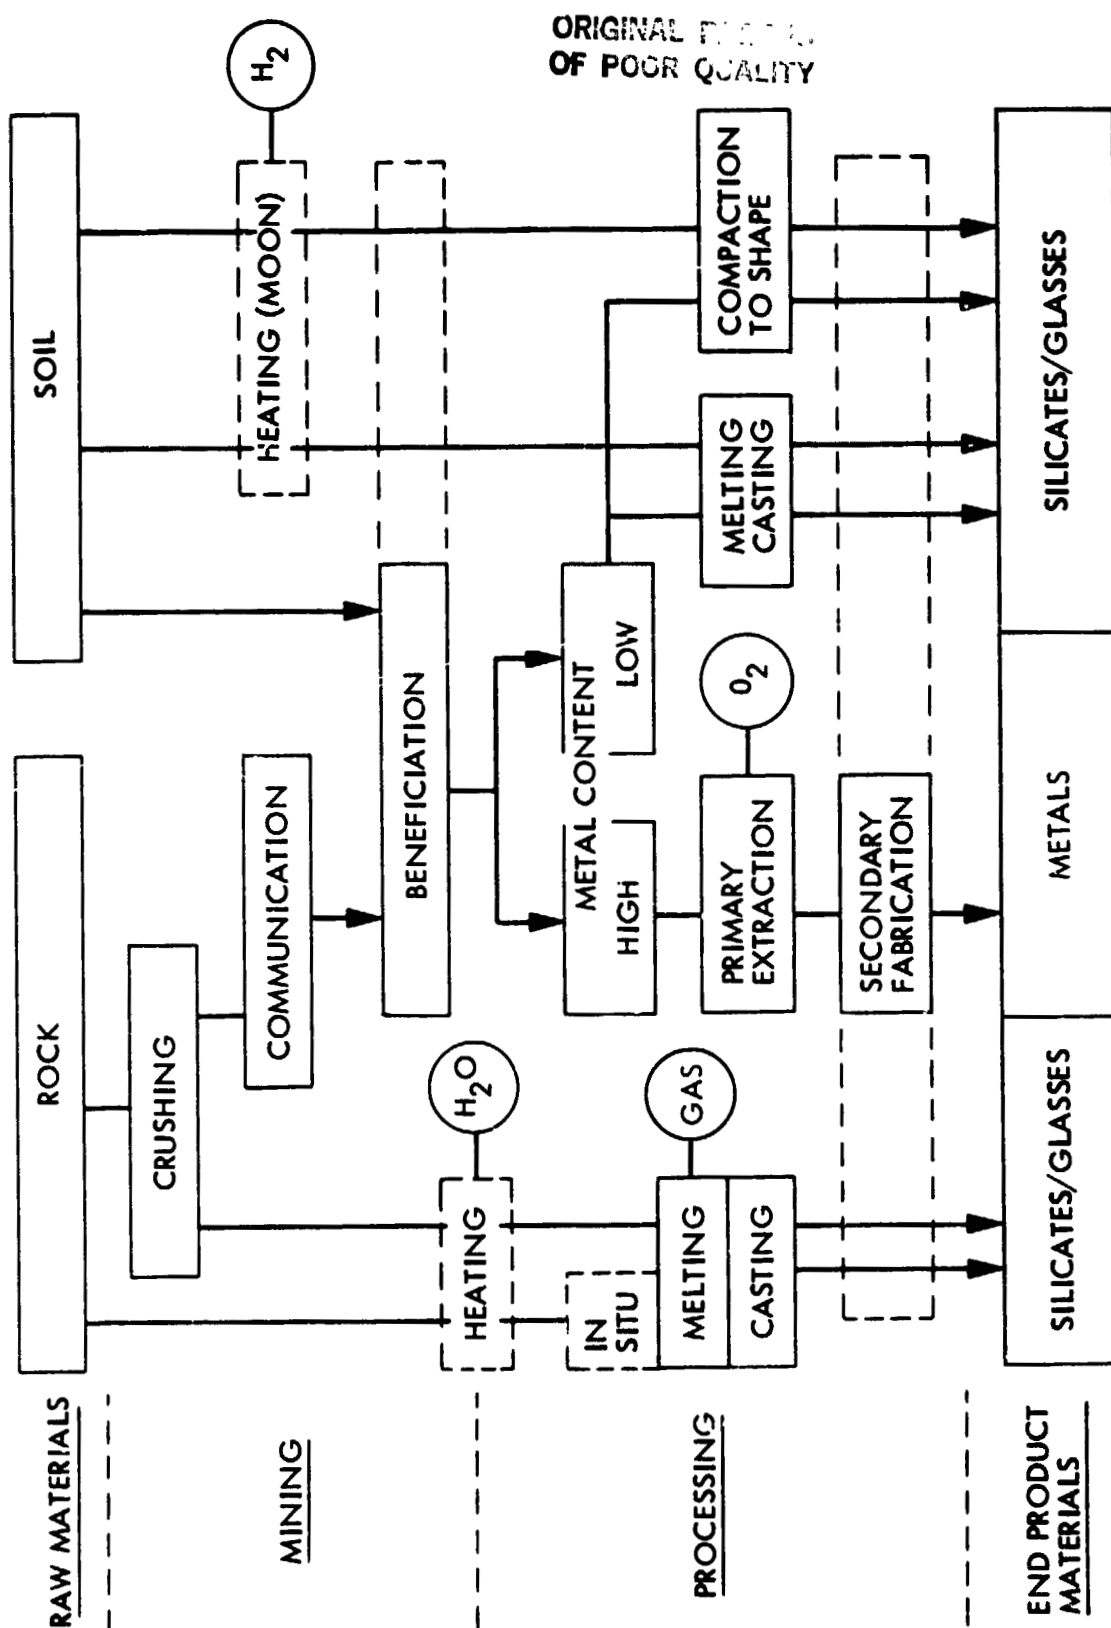 ORIGINAL
OF POOR QUALITY
RAW MATERIALS
ROCK
SOIL
MINING
CRUSHING
COMMUNICATION
HEATING (MOON)
H2
BENEFICIATION
HEATING
H2O
PROCESSING
IN
SITU
METAL CONTENT
HIGH
LOW
MELTING
GAS
CASTING
PRIMARY
EXTRACTION
O2
MELTING
CASTING
COMPACTION
TO SHAPE
SECONDARY
FABRICATION
END PRODUCT
MATERIALS
SILICATES/GLASSES
METALS
SILICATES/GLASSES